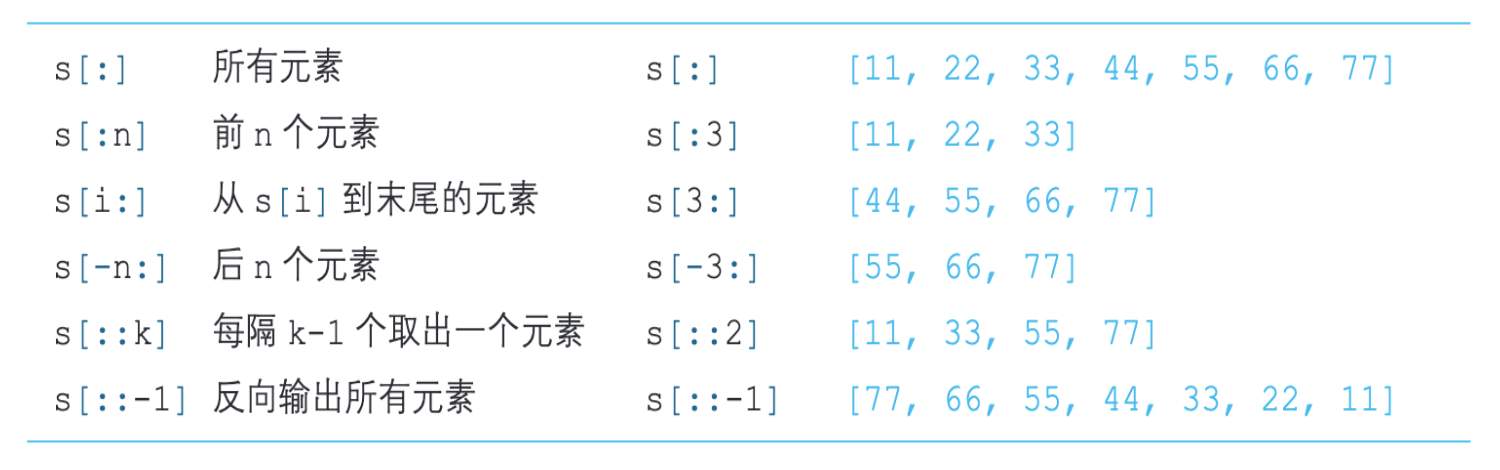 s[:] 所有元素 s[:] [11, 22, 33, 44, 55, 66, 77]
s[:n] 前 n 个元素 s[:3] [11, 22, 33]
s[i:] 从 s[i] 到末尾的元素 s[3:] [44, 55, 66, 77]
s[-n:] 后 n 个元素 s[-3:] [55, 66, 77]
s[::k] 每隔 k-1 个取出一个元素 s[::2] [11, 33, 55, 77]
s[::-1] 反向输出所有元素 s[::-1] [77, 66, 55, 44, 33, 22, 11]